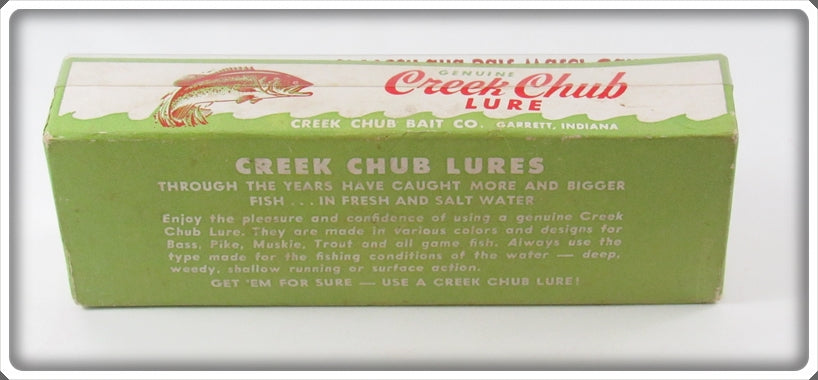 GENUINE
Creek Chub
LURE
CREEK CHUB BAIT CO. GARRETT, INDIANA
CREEK CHUB LURES
THROUGH THE YEARS HAVE CAUGHT MORE AND BIGGER
FISH ... IN FRESH AND SALT WATER
Enjoy the pleasure and confidence of using a genuine Creek
Chub Lure. They are made in various colors and designs for
Bass, Pike, Muskie, Trout and all game fish. Always use the
type made for the fishing conditions of the water — deep,
weedy, shallow running or surface action.
GET 'EM FOR SURE — USE A CREEK CHUB LURE!